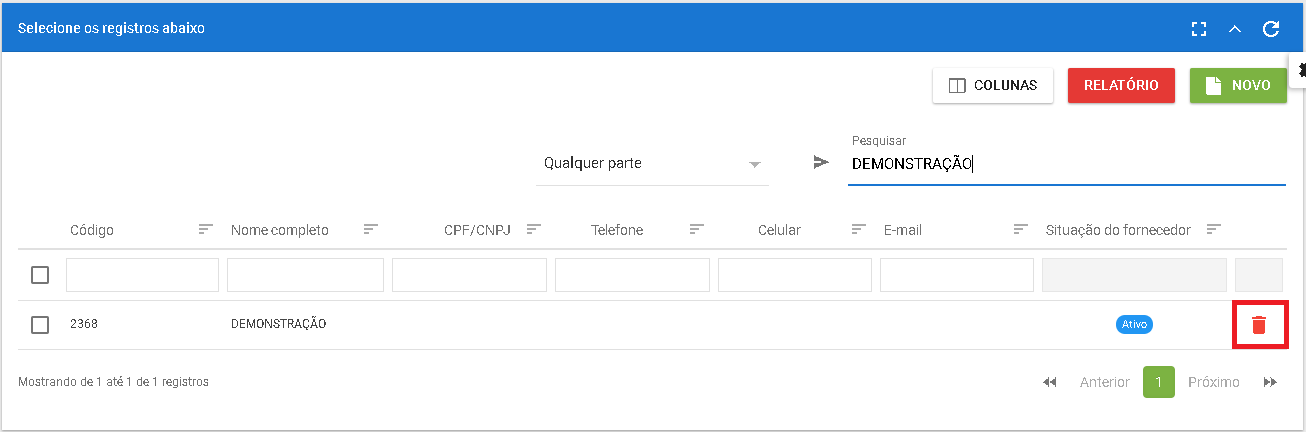 Selecione os registros abaixo
COLUNAS RELATÓRIO NOVO
Pesquisar
Qualquer parte DEMONSTRAÇÃO
Código Nome completo CPF/CNPJ Telefone Celular E-mail Situação do fornecedor
2368 DEMONSTRAÇÃO Ativo
Mostrando de 1 até 1 de 1 registros Anterior 1 Próximo